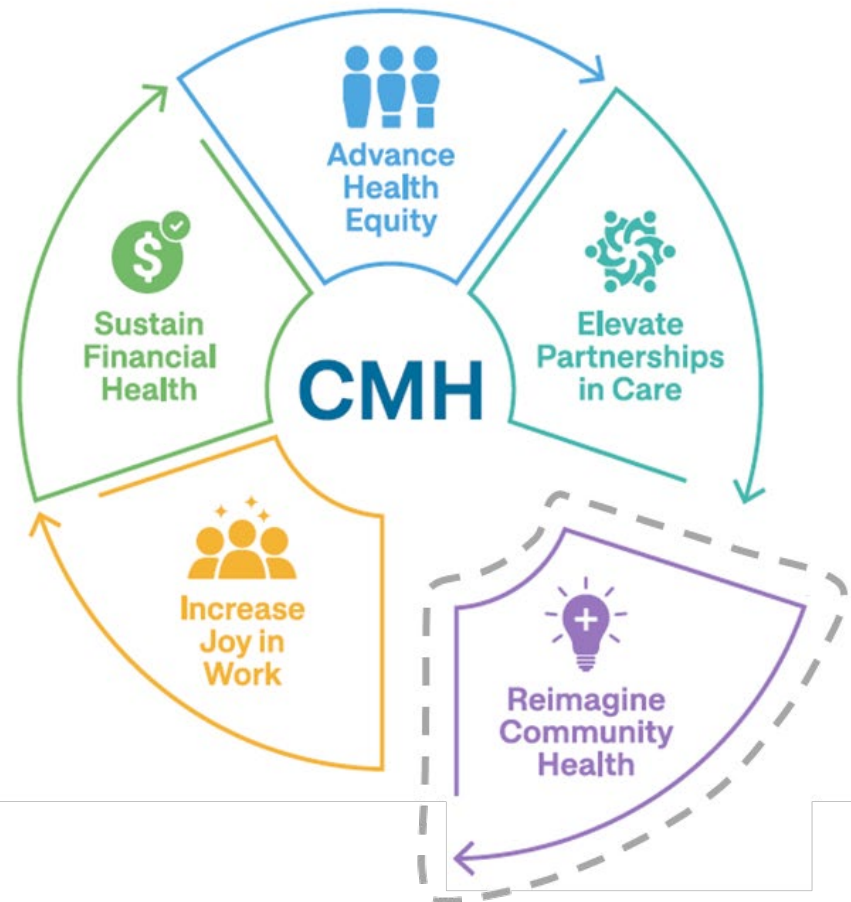 Advance
Health
Equity
Elevate
Partnerships
in Care
Sustain
Financial
Health
CMH
Increase
Joy in
Work
Reimagine
Community
Health